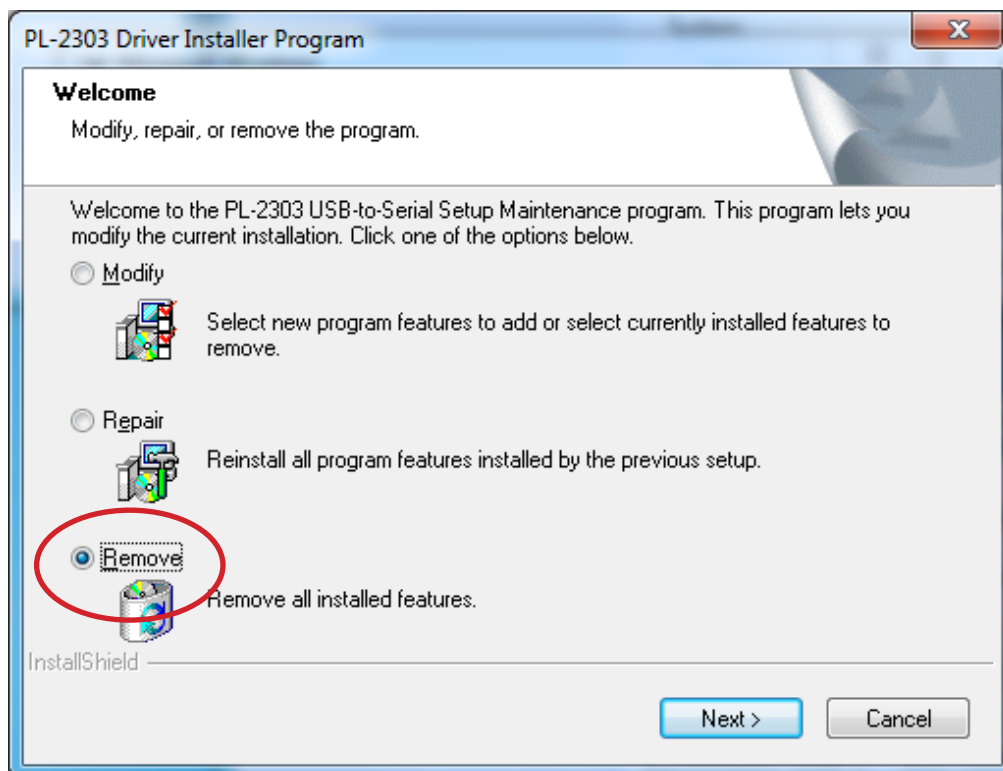 PL-2303 Driver Installer Program
Welcome
Modify, repair, or remove the program.
Welcome to the PL-2303 USB-to-Serial Setup Maintenance program. This program lets you
modify the current installation. Click one of the options below.
Modify
Select new program features to add or select currently installed features to
remove.
Repair
Reinstall all program features installed by the previous setup.
Remove
Remove all installed features.
InstallShield
Next >
Cancel